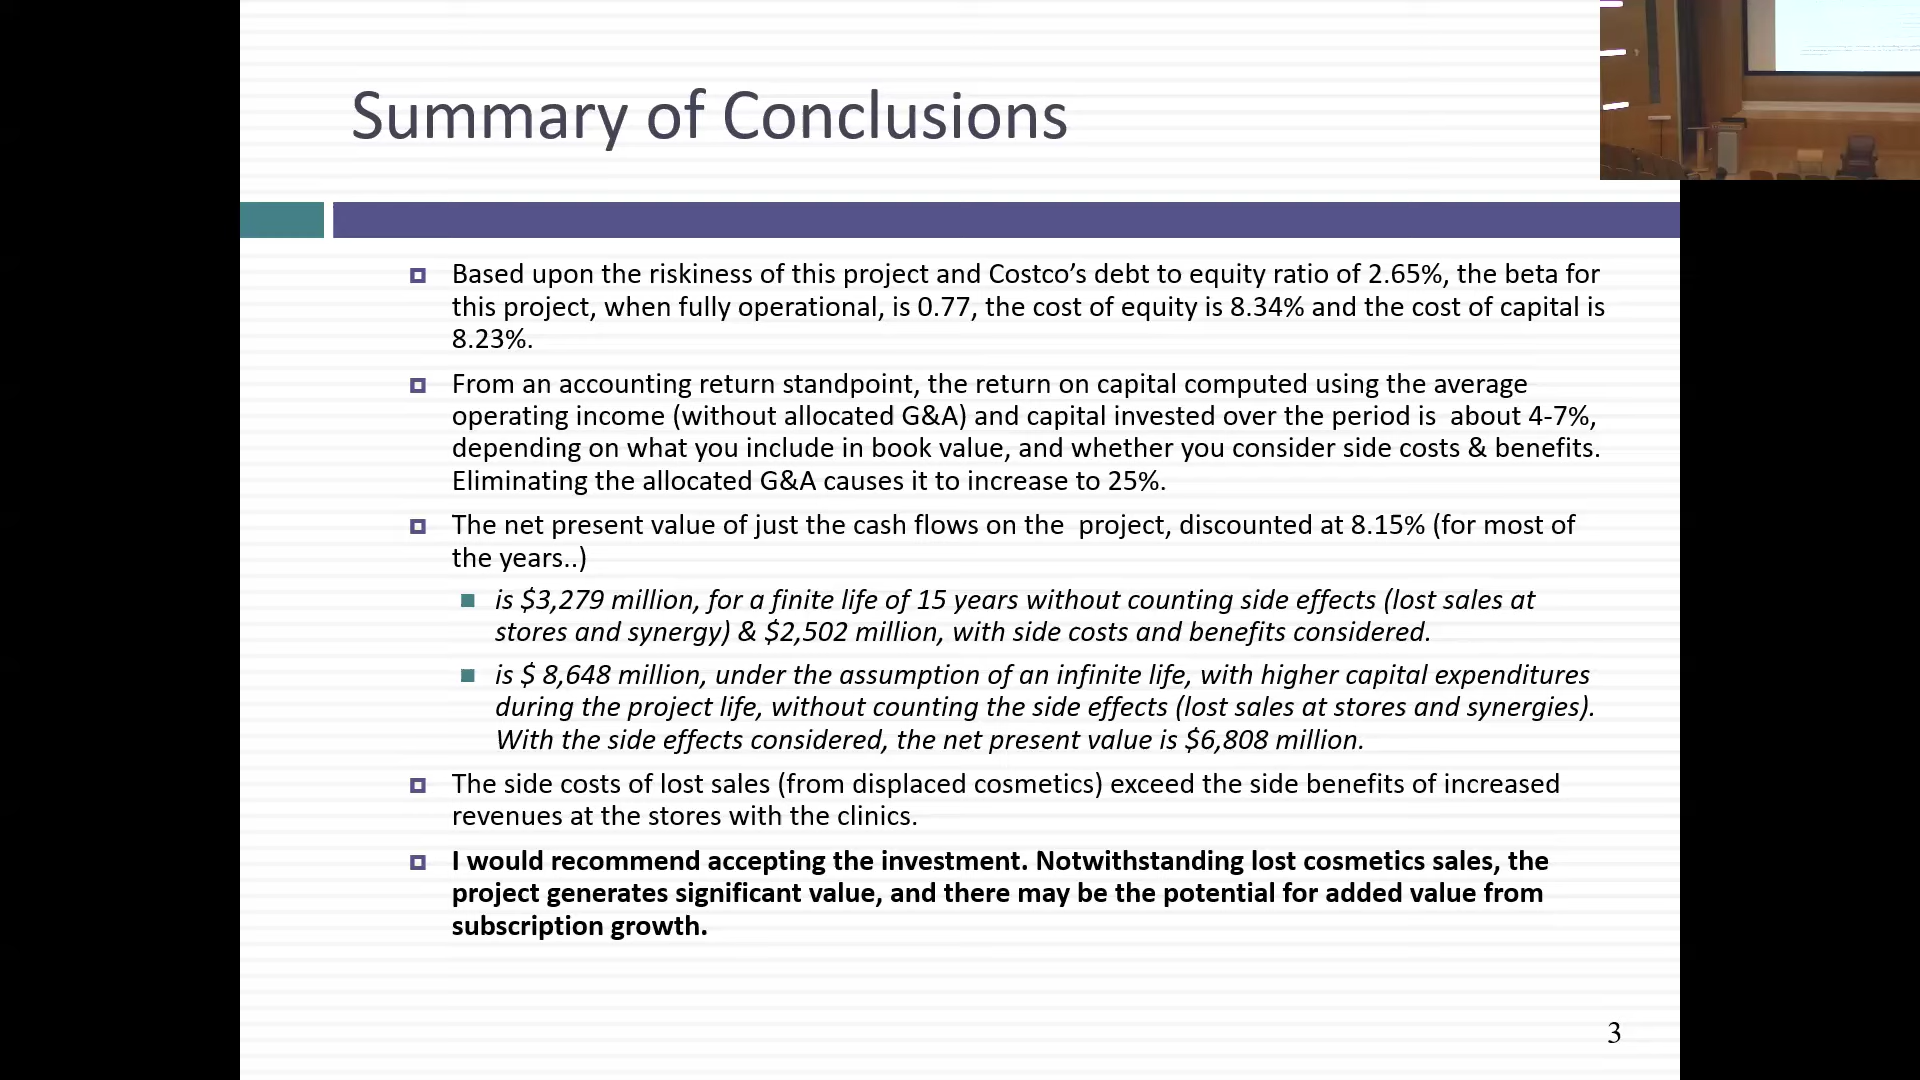 Summary of Conclusions
Based upon the riskiness of this project and Costco’s debt to equity ratio of 2.65%, the beta for
this project, when fully operational, is 0.77, the cost of equity is 8.34% and the cost of capital is
8.23%.
From an accounting return standpoint, the return on capital computed using the average
operating income (without allocated G&A) and capital invested over the period is  about 4-7%,
depending on what you include in book value, and whether you consider side costs & benefits.
Eliminating the allocated G&A causes it to increase to 25%.
The net present value of just the cash flows on the  project, discounted at 8.15% (for most of
the years..)
is $3,279 million, for a finite life of 15 years without counting side effects (lost sales at
stores and synergy) & $2,502 million, with side costs and benefits considered.
is $ 8,648 million, under the assumption of an infinite life, with higher capital expenditures
during the project life, without counting the side effects (lost sales at stores and synergies).
With the side effects considered, the net present value is $6,808 million.
The side costs of lost sales (from displaced cosmetics) exceed the side benefits of increased
revenues at the stores with the clinics.
I would recommend accepting the investment. Notwithstanding lost cosmetics sales, the
project generates significant value, and there may be the potential for added value from
subscription growth.
3